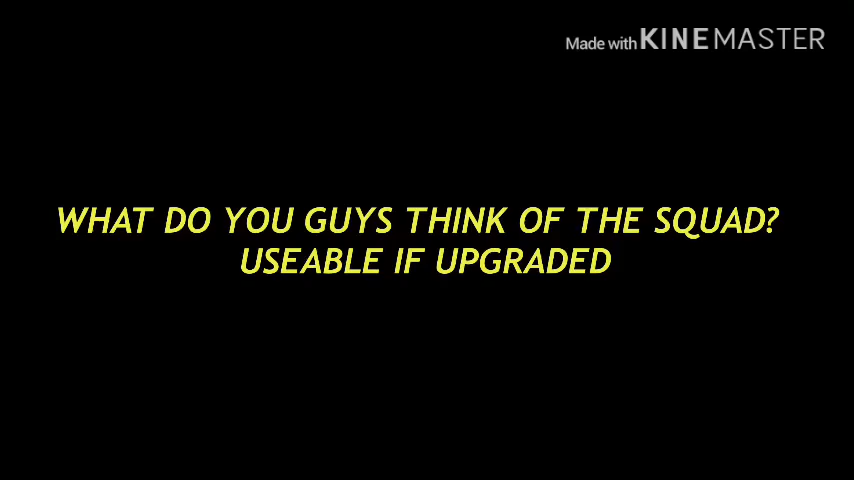 Made with KINEMASTER
WHAT DO YOU GUYS THINK OF THE SQUAD?
USEABLE IF UPGRADED